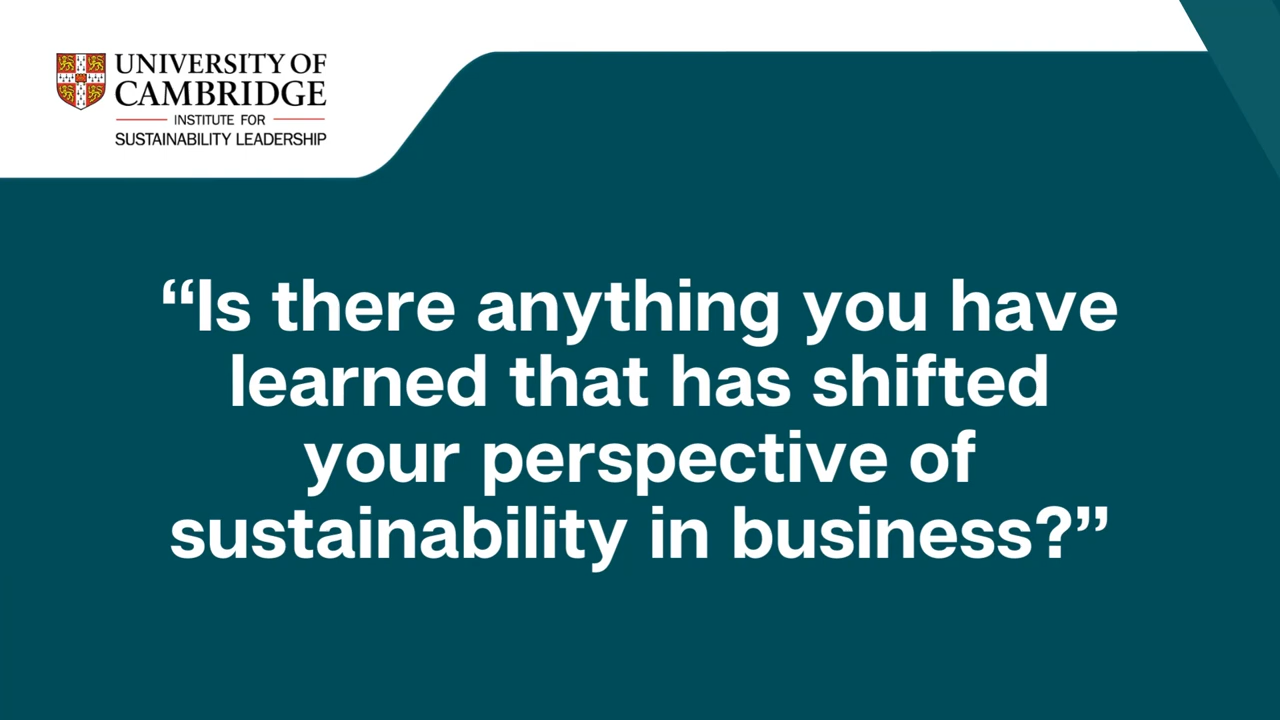 UNIVERSITY OF
CAMBRIDGE
INSTITUTE FOR
SUSTAINABILITY LEADERSHIP
“Is there anything you have
learned that has shifted
your perspective of
sustainability in business?”